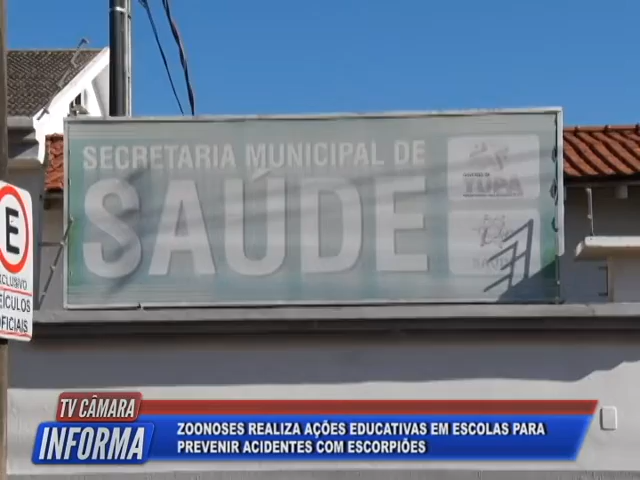 SECRETARIA MUNICIPAL DE
SAÚDE
TUPÃ
E
EXCLUSIVO
VEÍCULOS
OFICIAIS
TV CÂMARA
INFORMA
ZOONOSES REALIZA AÇÕES EDUCATIVAS EM ESCOLAS PARA
PREVENIR ACIDENTES COM ESCORPIÕES